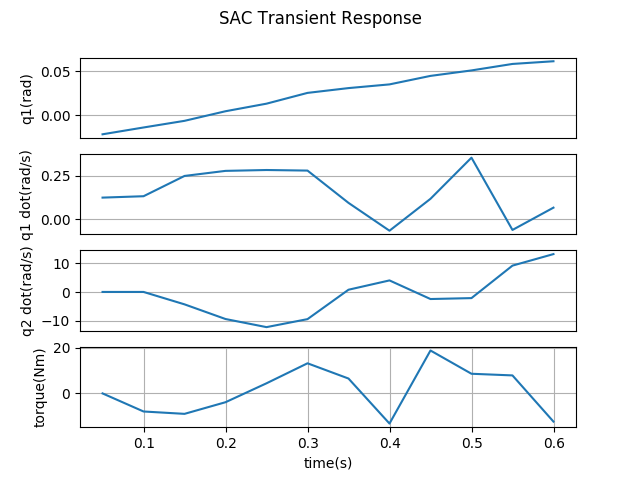 SAC Transient Response
q1(rad)
0.05
0.00
q1 dot(rad/s)
0.25
0.00
q2 dot(rad/s)
10
0
−10
torque(Nm)
20
0
0.1 0.2 0.3 0.4 0.5 0.6
time(s)